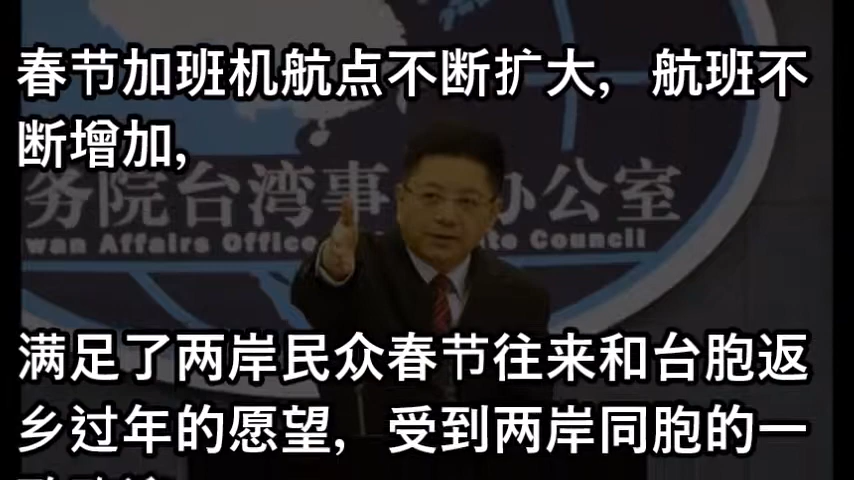 春节加班机航点不断扩大，航班不
断增加，
务院台湾事 办公室
wan Affairs Office te Council
满足了两岸民众春节往来和台胞返
乡过年的愿望，受到两岸同胞的一